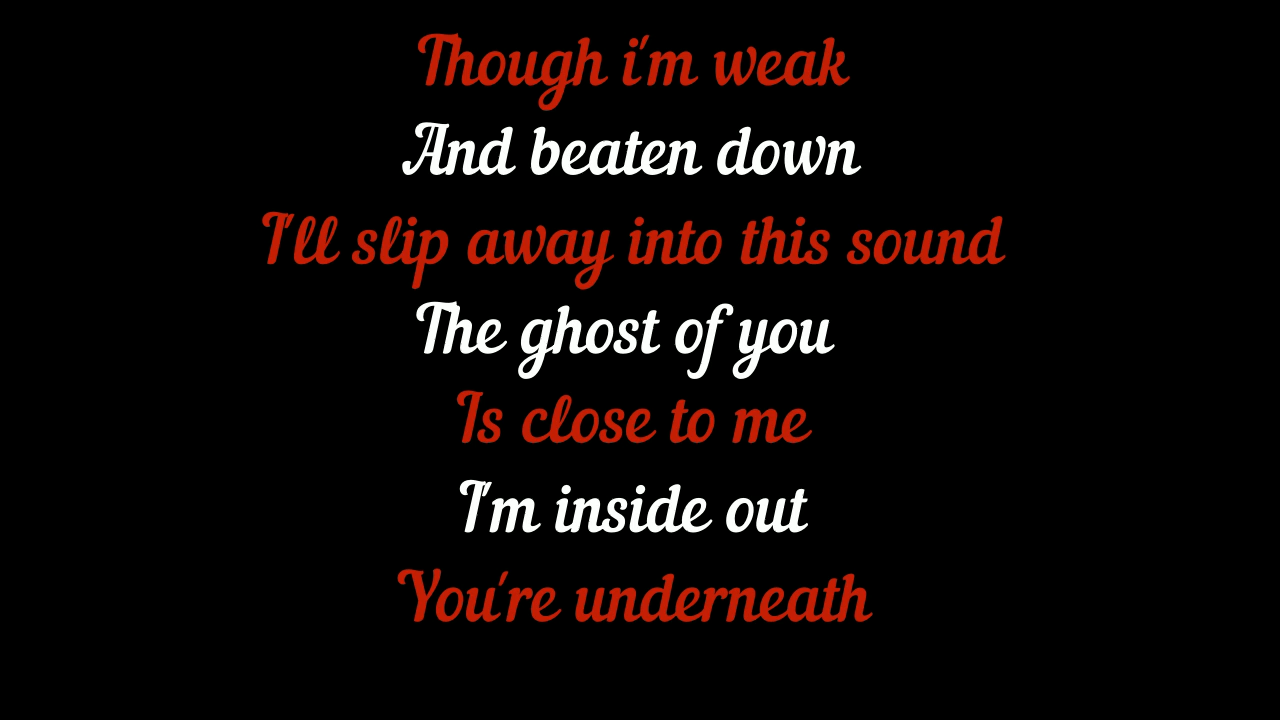 Though i'm weak
And beaten down
I'll slip away into this sound
The ghost of you
Is close to me
I'm inside out
You're underneath